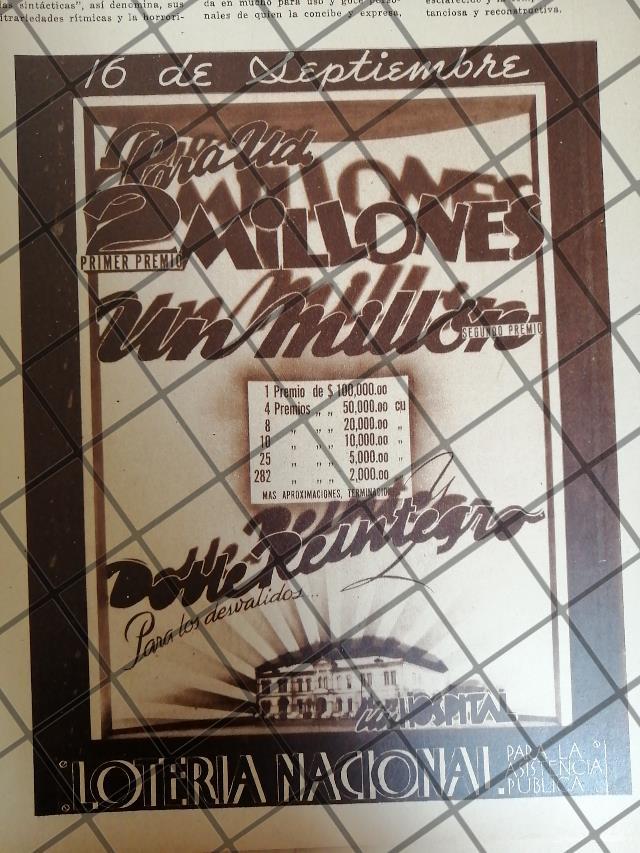 sintácticas", así denomina, sus
da en mucho para uso y goce perso-
rítmicas y la horrori-
nales de quien la concibe y expresa,
tanciosa y reconstructiva.
16 de Septiembre
Para Ud.
2 MILLONES
PRIMER PREMIO
Un Millón
SEGUNDO PREMIO
1 Premio de $ 100,000.00
4 Premios „ „ 50,000.00 cu
8 „ „ „ 20,000.00 „
10 „ „ „ 10,000.00 „
25 „ „ „ 5,000.00 „
282 „ „ „ 2,000.00 „
MAS APROXIMACIONES,
Doble Reintegro
Para los desvalidos...
un HOSPITAL
"LOTERIA NACIONAL
PARA LA
ASISTENCIA
PUBLICA"